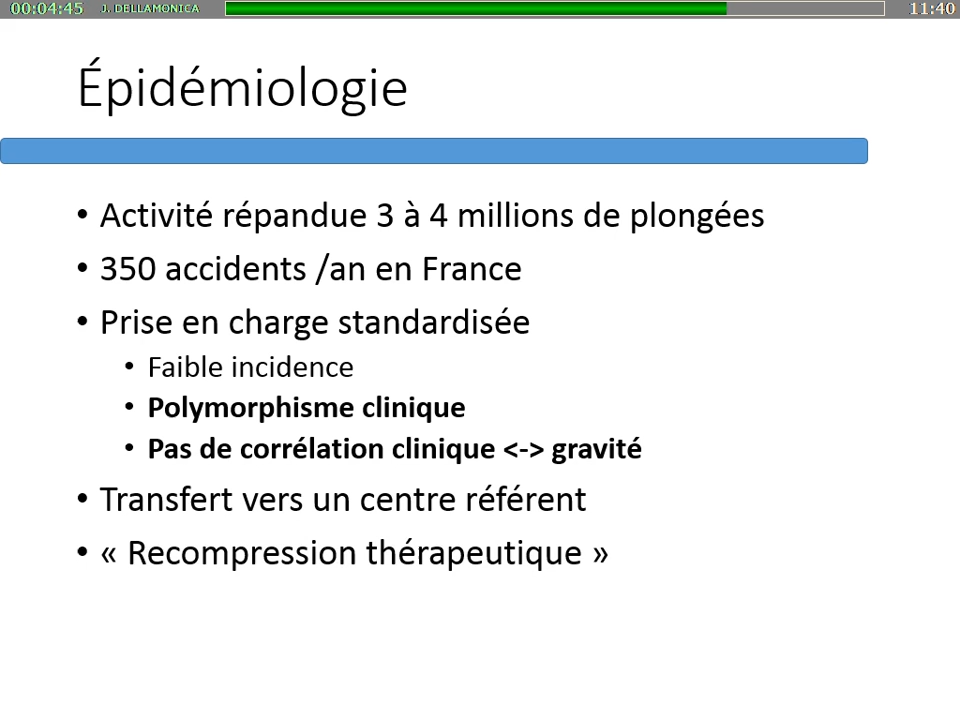 00:04:45 J. DELLAMONICA 11:40
Épidémiologie
• Activité répandue 3 à 4 millions de plongées
• 350 accidents /an en France
• Prise en charge standardisée
• Faible incidence
• Polymorphisme clinique
• Pas de corrélation clinique <-> gravité
• Transfert vers un centre référent
• « Recompression thérapeutique »